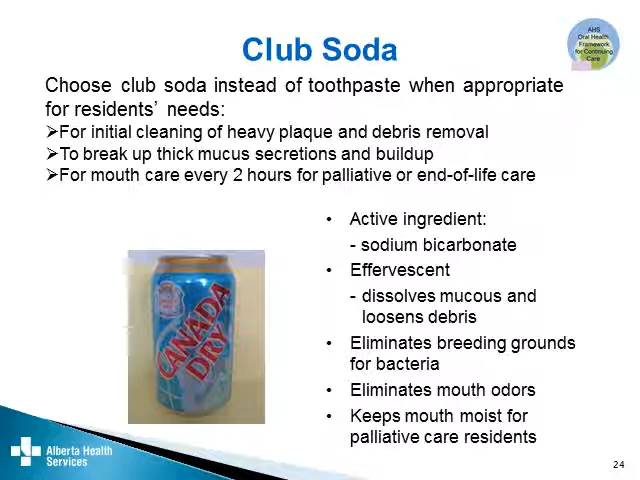 AHS
Oral Health
Framework
for Continuing
Care
Club Soda
Choose club soda instead of toothpaste when appropriate
for residents’ needs:
➢For initial cleaning of heavy plaque and debris removal
➢To break up thick mucus secretions and buildup
➢For mouth care every 2 hours for palliative or end-of-life care
• Active ingredient:
- sodium bicarbonate
• Effervescent
- dissolves mucous and
loosens debris
• Eliminates breeding grounds
for bacteria
• Eliminates mouth odors
• Keeps mouth moist for
palliative care residents
CANADA
DRY
Alberta Health
Services
24